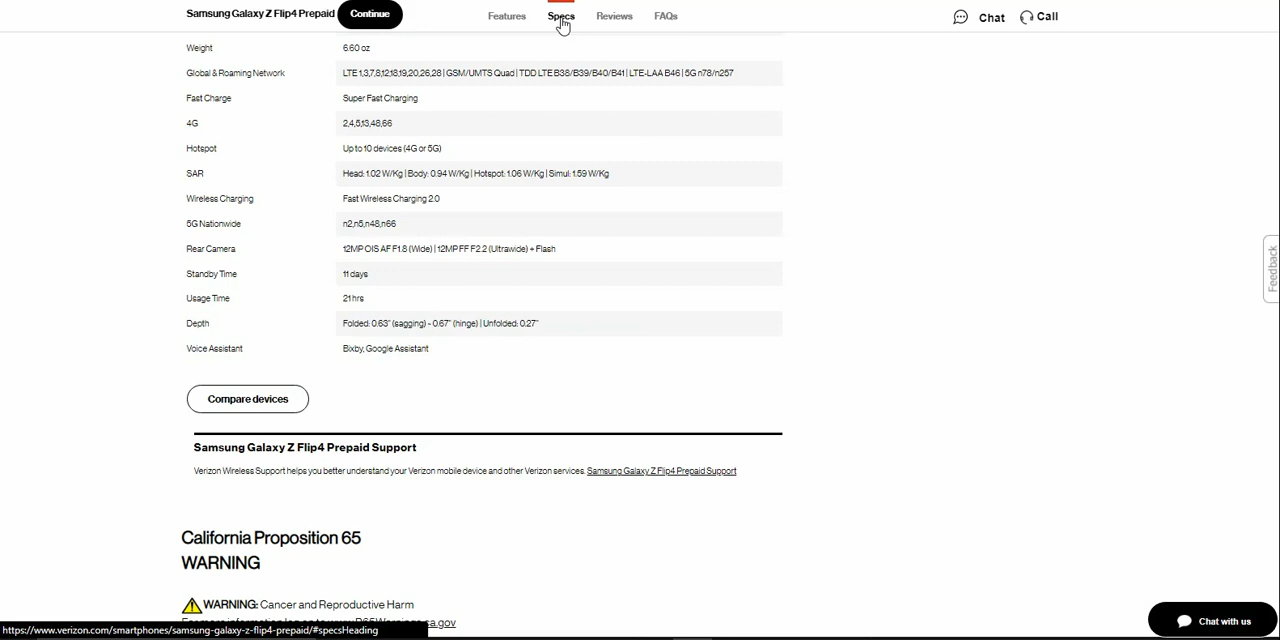 Samsung Galaxy Z Flip4 Prepaid Continue Features Specs Reviews FAQs Chat Call
Weight 6.60 oz
Global & Roaming Network LTE 1,3,7,8,12,18,19,20,26,28 | GSM/UMTS Quad | TDD LTE B38/B39/B40/B41 | LTE-LAA B46 | 5G n78/n257
Fast Charge Super Fast Charging
4G 2,4,5,13,48,66
Hotspot Up to 10 devices (4G or 5G)
SAR Head: 1.02 W/Kg | Body: 0.94 W/Kg | Hotspot: 1.06 W/Kg | Simul: 1.59 W/Kg
Wireless Charging Fast Wireless Charging 2.0
5G Nationwide n2,n5,n48,n66
Rear Camera 12MP OIS AF F1.8 (Wide) | 12MP FF F2.2 (Ultrawide) + Flash
Standby Time 11 days
Usage Time 21 hrs
Depth Folded: 0.63" (sagging) ~ 0.67" (hinge) | Unfolded: 0.27"
Voice Assistant Bixby, Google Assistant
Feedback
Compare devices
Samsung Galaxy Z Flip4 Prepaid Support
Verizon Wireless Support helps you better understand your Verizon mobile device and other Verizon services. Samsung Galaxy Z Flip4 Prepaid Support
California Proposition 65
WARNING
WARNING: Cancer and Reproductive Harm
https://www.verizon.com/smartphones/samsung-galaxy-z-flip4-prepaid/#specsHeading
Chat with us